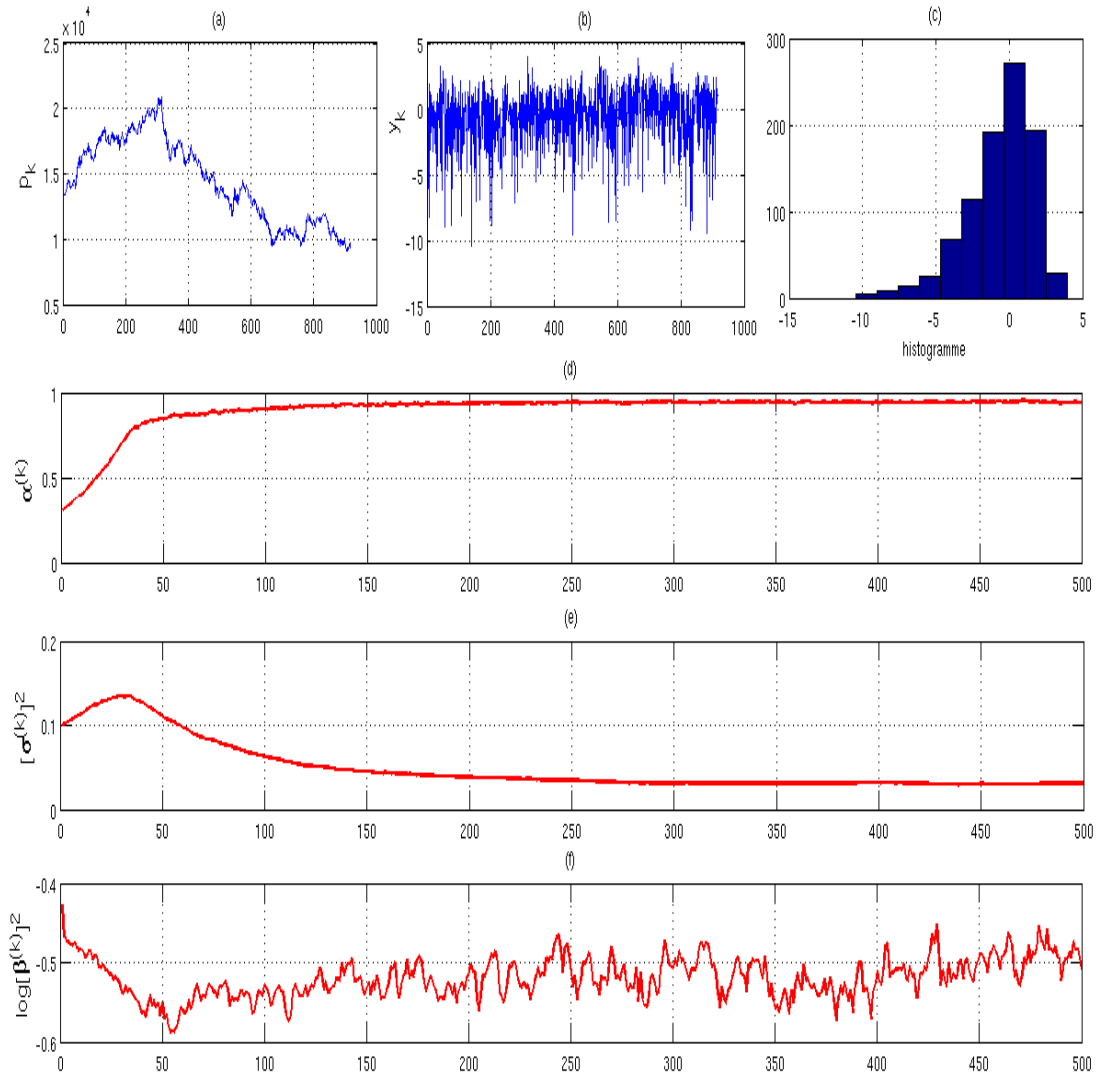 (a)
× 10^4
2.5
2
1.5
1
0.5
P_k
0 200 400 600 800 1000
(b)
5
0
-5
-10
-15
y_k
0 200 400 600 800 1000
(c)
300
200
100
0
-15 -10 -5 0 5
histogramme
(d)
1
0.5
0
α^(k)
0 50 100 150 200 250 300 350 400 450 500
(e)
0.2
0.1
0
[σ^(k)]^2
0 50 100 150 200 250 300 350 400 450 500
(f)
-0.4
-0.5
-0.6
log[β^(k)]^2
0 50 100 150 200 250 300 350 400 450 500